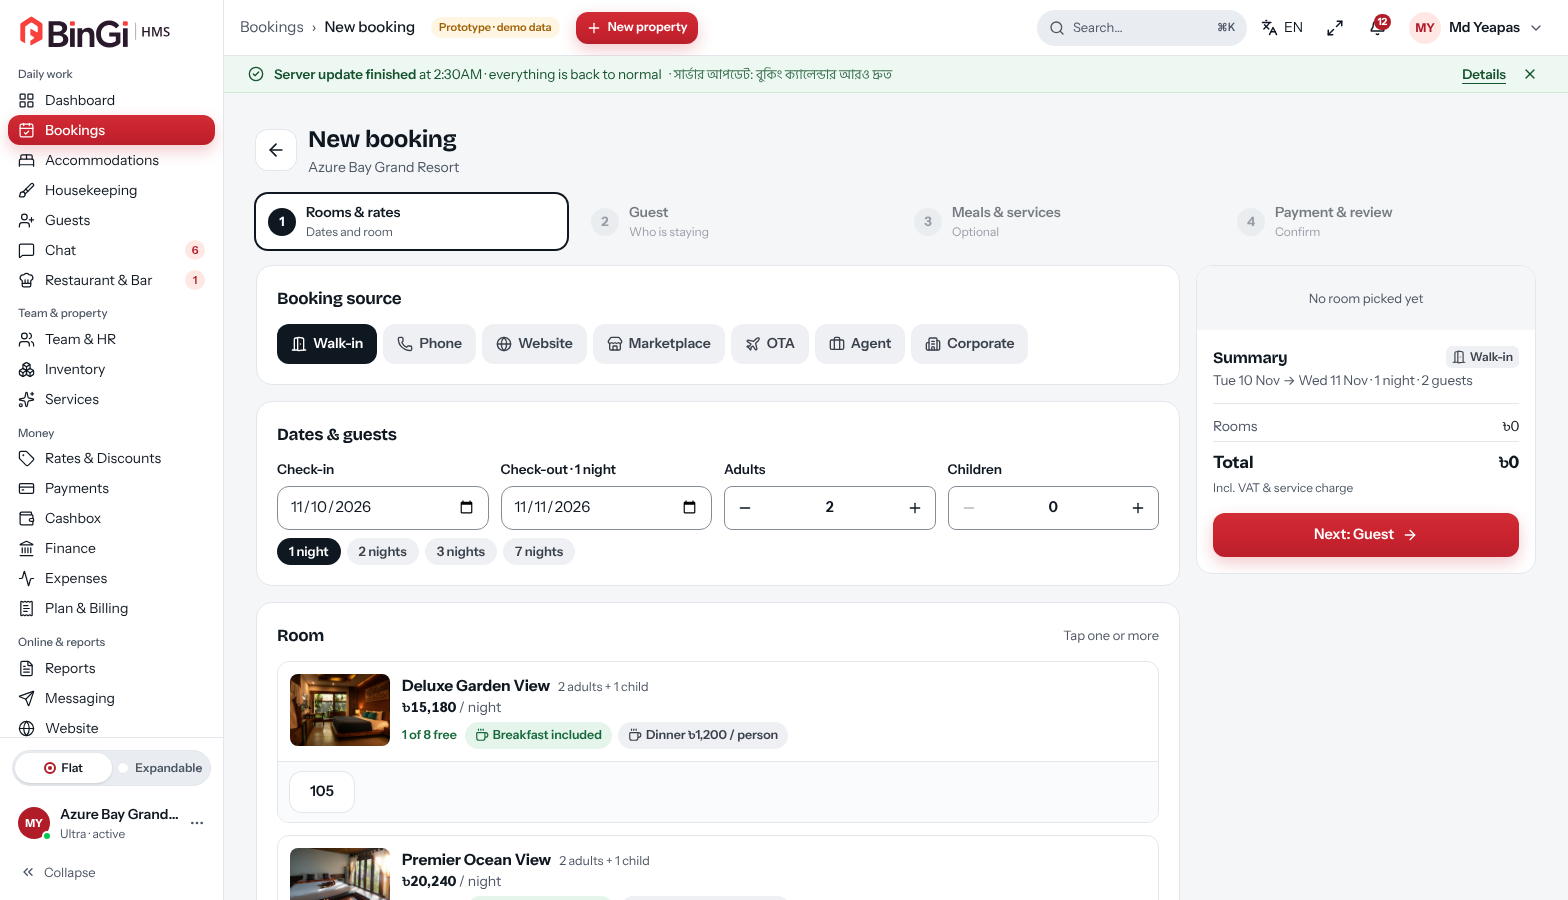 BinGi HMS
Bookings › New booking Prototype · demo data + New property
Search... ⌘K
EN
12
MY Md Yeapas
Server update finished at 2:30AM · everything is back to normal · সার্ভার আপডেট: বুকিং ক্যালেন্ডার আরও দ্রুত
Details
Daily work
Dashboard
Bookings
Accommodations
Housekeeping
Guests
Chat 6
Restaurant & Bar 1
Team & property
Team & HR
Inventory
Services
Money
Rates & Discounts
Payments
Cashbox
Finance
Expenses
Plan & Billing
Online & reports
Reports
Messaging
Website
Flat Expandable
MY Azure Bay Grand...
Ultra · active
Collapse
New booking
Azure Bay Grand Resort
1 Rooms & rates
Dates and room
2 Guest
Who is staying
3 Meals & services
Optional
4 Payment & review
Confirm
Booking source
Walk-in Phone Website Marketplace OTA Agent Corporate
Dates & guests
Check-in Check-out · 1 night Adults Children
11/10/2026 11/11/2026 − 2 + − 0 +
1 night 2 nights 3 nights 7 nights
Room Tap one or more
Deluxe Garden View 2 adults + 1 child
৳15,180 / night
1 of 8 free Breakfast included Dinner ৳1,200 / person
105
Premier Ocean View 2 adults + 1 child
৳20,240 / night
No room picked yet
Summary Walk-in
Tue 10 Nov → Wed 11 Nov · 1 night · 2 guests
Rooms ৳0
Total ৳0
Incl. VAT & service charge
Next: Guest →